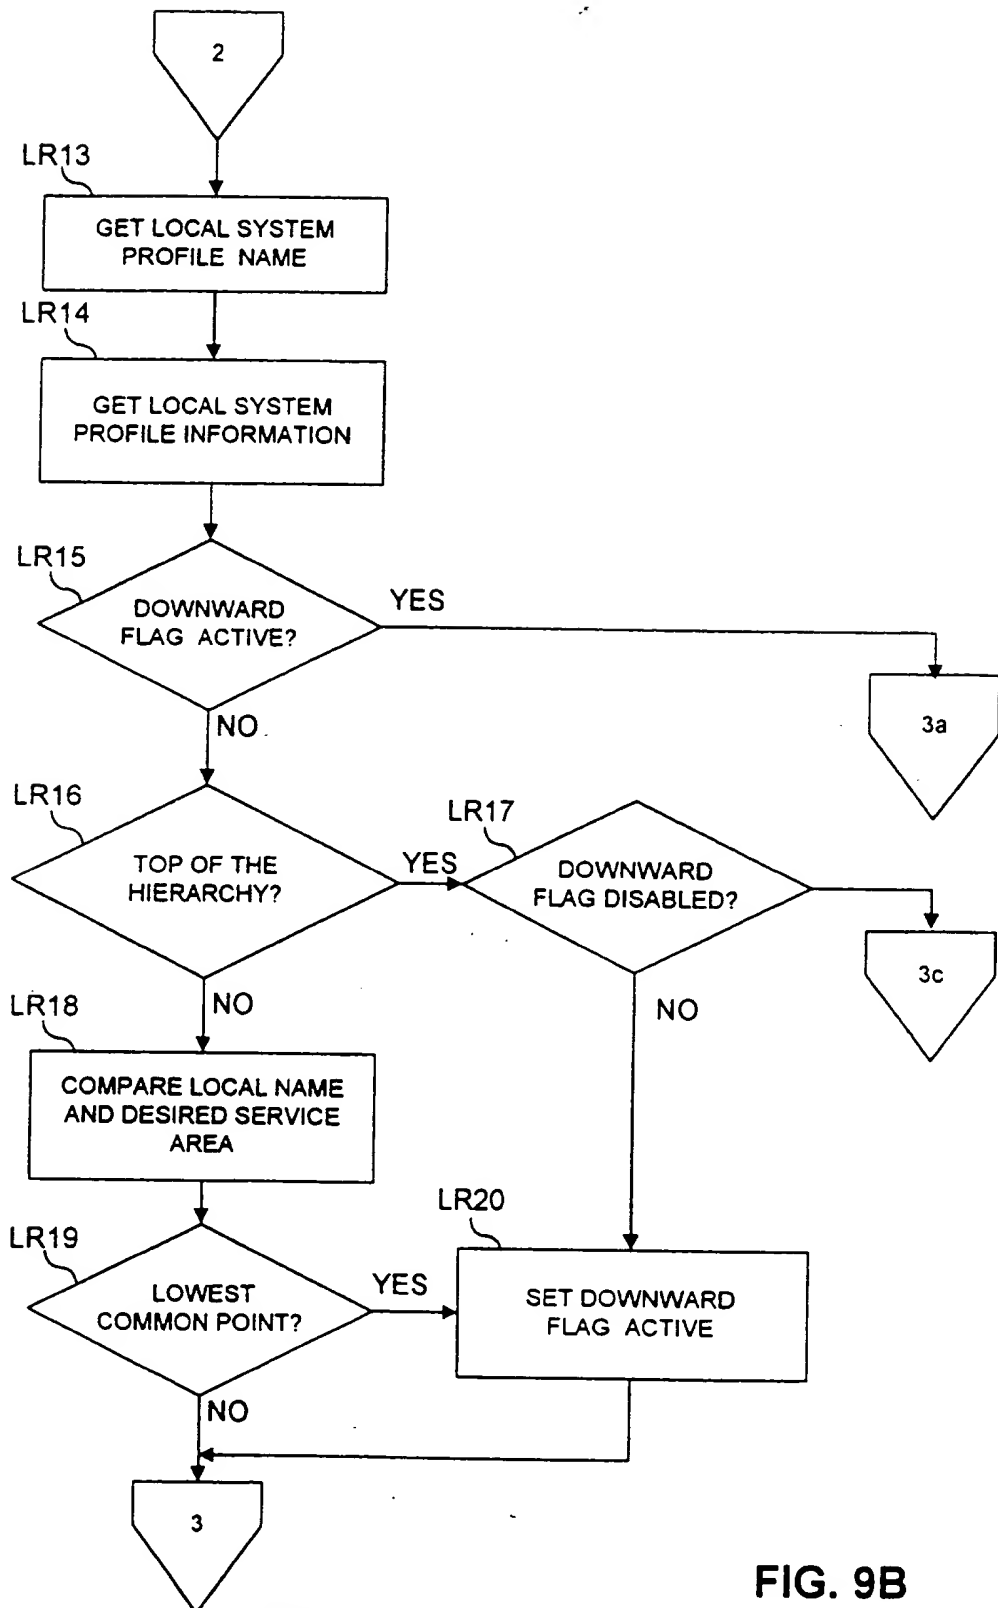 2
LR13
GET LOCAL SYSTEM
PROFILE NAME
LR14
GET LOCAL SYSTEM
PROFILE INFORMATION
LR15
DOWNWARD
FLAG ACTIVE?
YES
3a
NO
LR16
TOP OF THE
HIERARCHY?
YES
LR17
DOWNWARD
FLAG DISABLED?
3c
NO
NO
LR18
COMPARE LOCAL NAME
AND DESIRED SERVICE
AREA
LR19
LOWEST
COMMON POINT?
YES
LR20
SET DOWNWARD
FLAG ACTIVE
NO
3
FIG. 9B